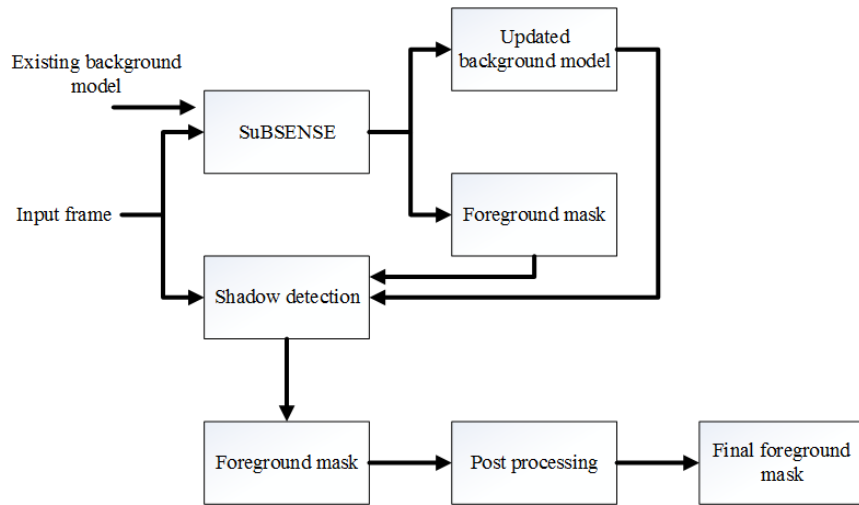 Existing background
model
Updated
background model
SuBSENSE
Input frame
Foreground mask
Shadow detection
Foreground mask
Post processing
Final foreground
mask